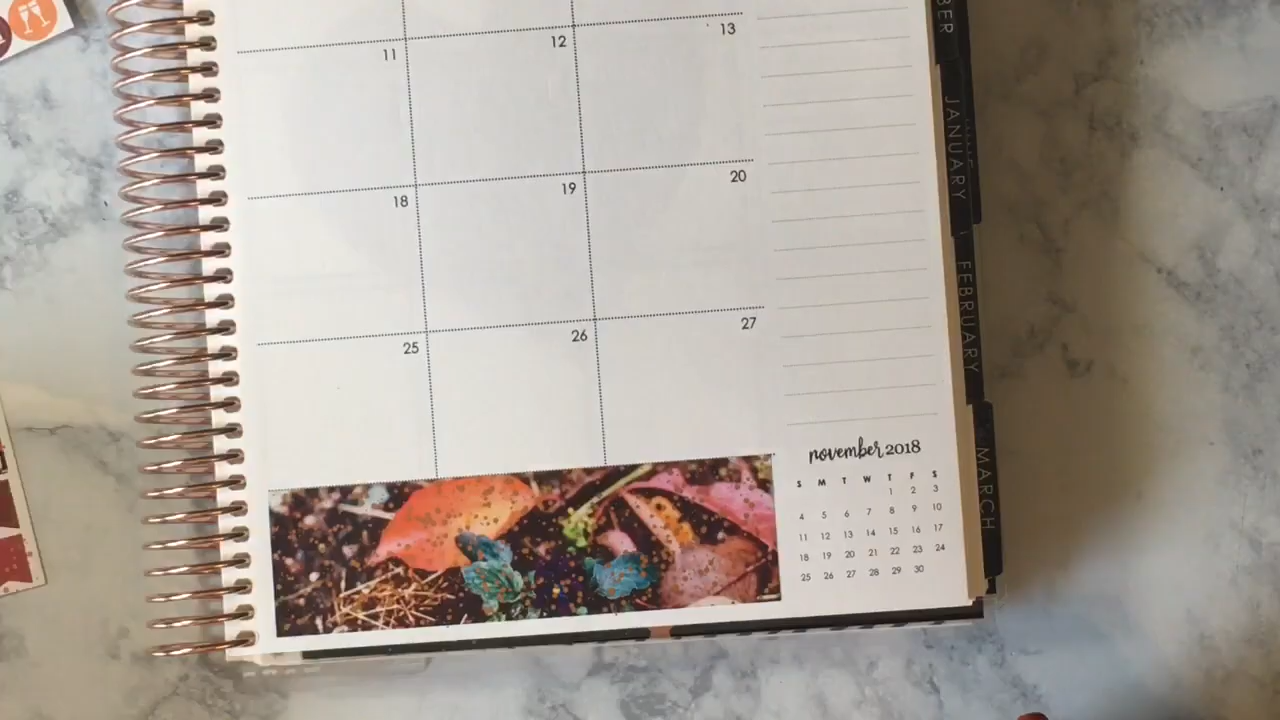 11 12 13
18 19 20
25 26 27
november 2018
S M T W T F S
1 2 3
4 5 6 7 8 9 10
11 12 13 14 15 16 17
18 19 20 21 22 23 24
25 26 27 28 29 30
BER
JANUARY
FEBRUARY
MARCH